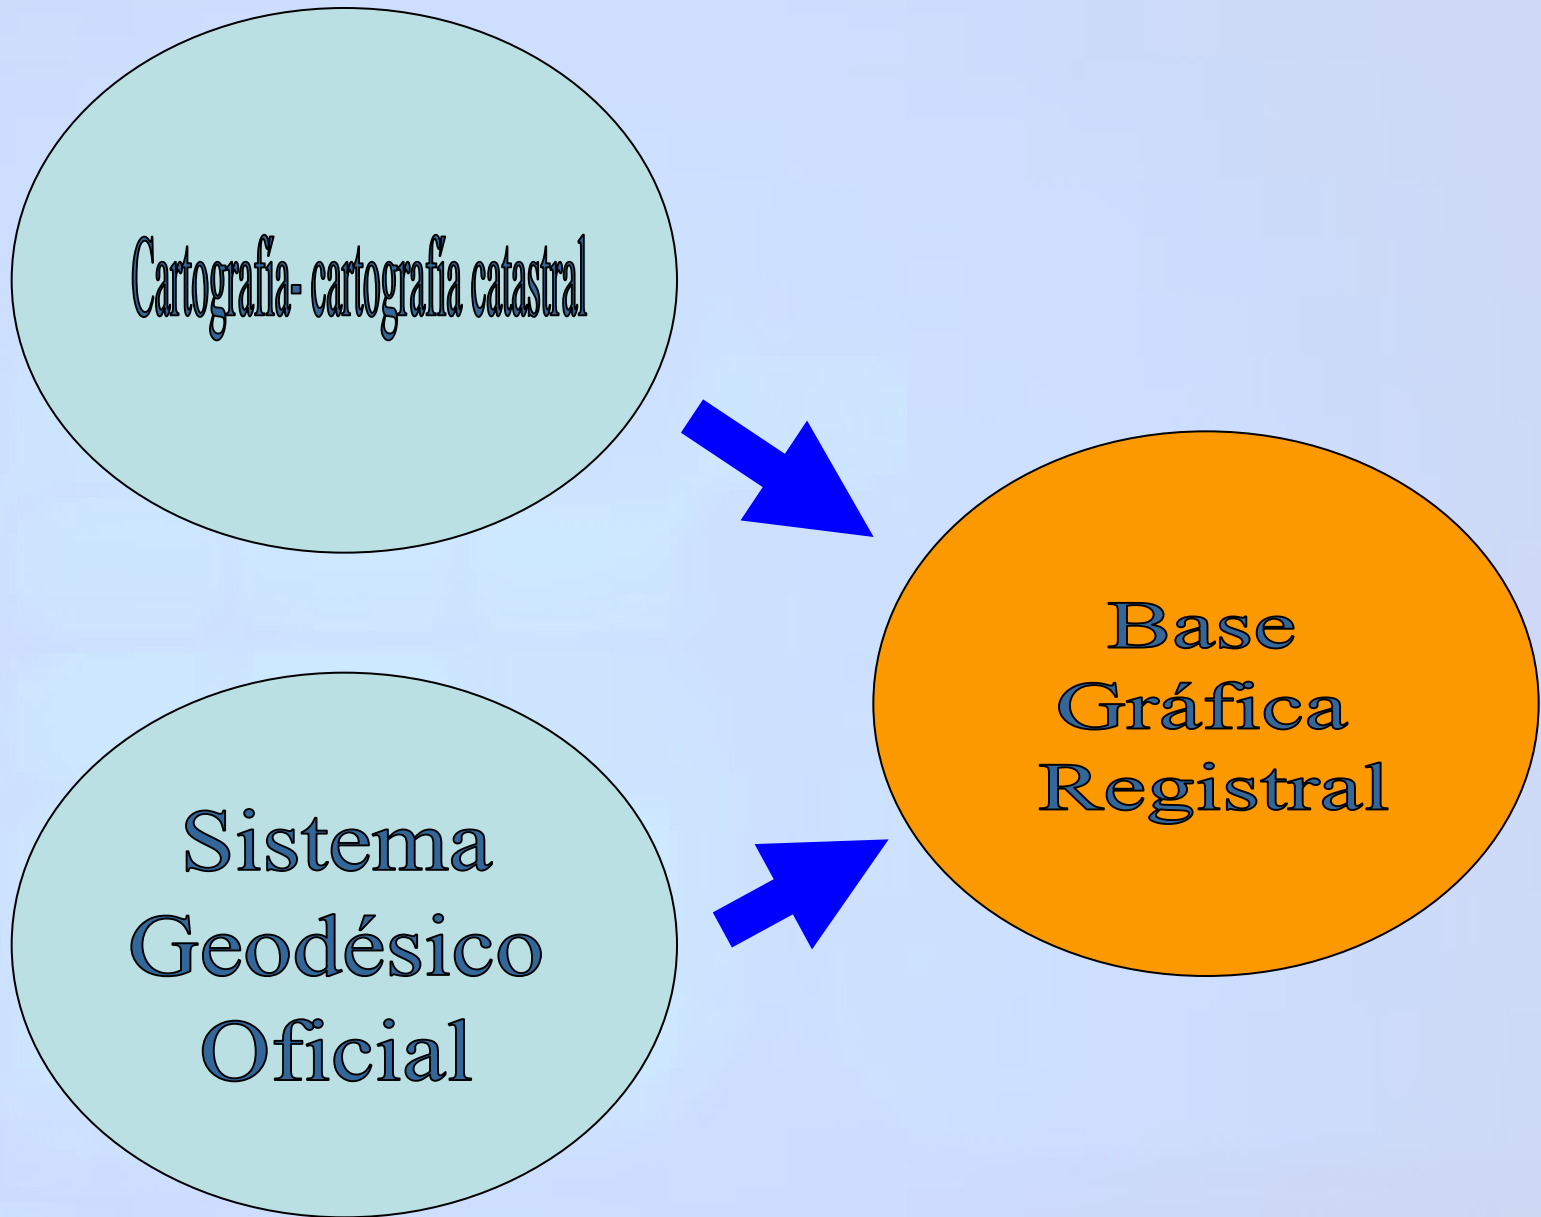 Cartografía- cartografía catastral
Sistema
Geodésico
Oficial
Base
Gráfica
Registral